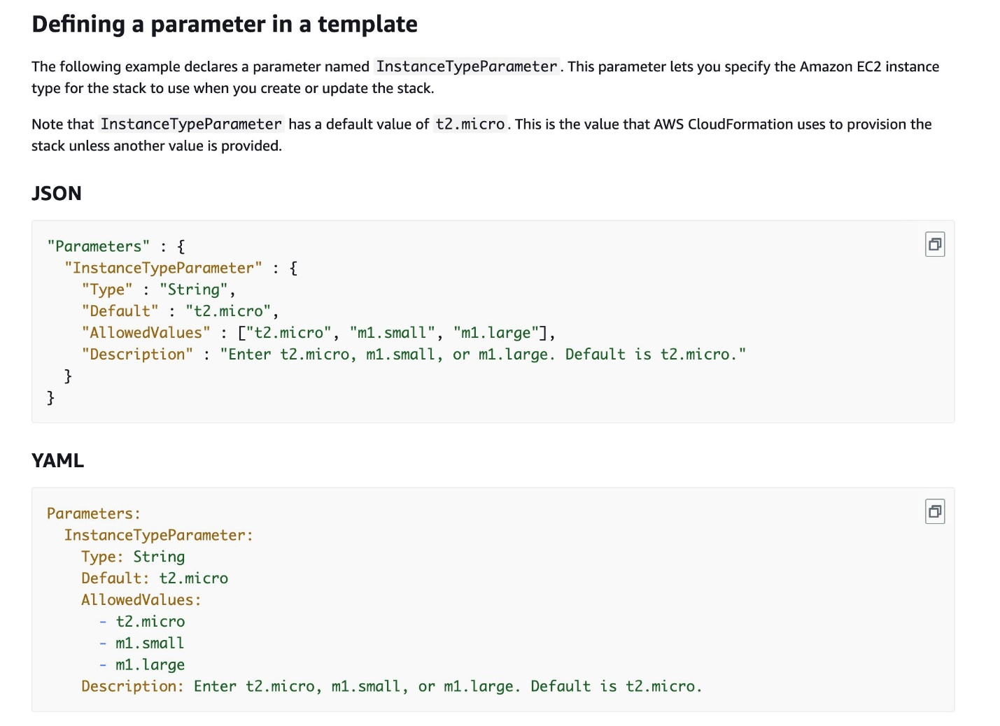 Defining a parameter in a template
The following example declares a parameter named InstanceTypeParameter. This parameter lets you specify the Amazon EC2 instance
type for the stack to use when you create or update the stack.
Note that InstanceTypeParameter has a default value of t2.micro. This is the value that AWS CloudFormation uses to provision the
stack unless another value is provided.
JSON
"Parameters" : {
  "InstanceTypeParameter" : {
    "Type" : "String",
    "Default" : "t2.micro",
    "AllowedValues" : ["t2.micro", "m1.small", "m1.large"],
    "Description" : "Enter t2.micro, m1.small, or m1.large. Default is t2.micro."
  }
}
YAML
Parameters:
  InstanceTypeParameter:
    Type: String
    Default: t2.micro
    AllowedValues:
      - t2.micro
      - m1.small
      - m1.large
    Description: Enter t2.micro, m1.small, or m1.large. Default is t2.micro.